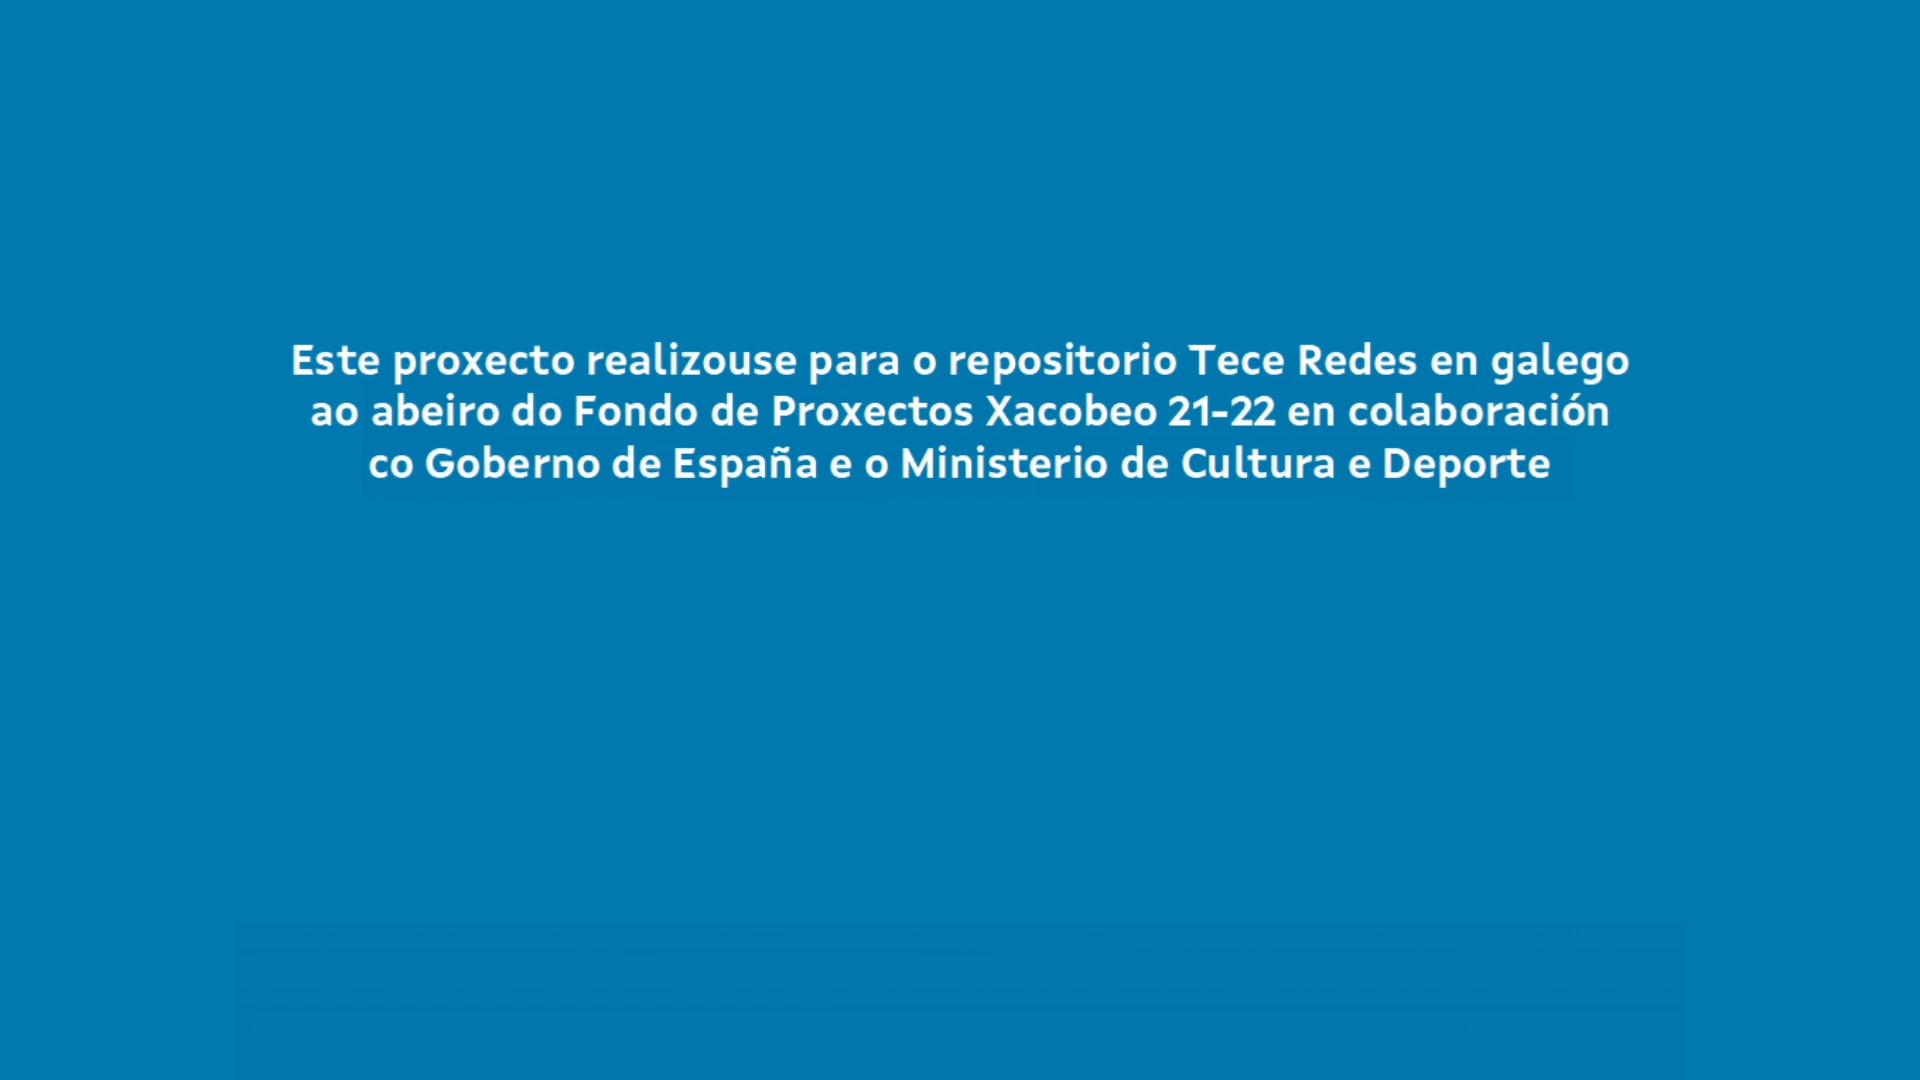 Este proxecto realizouse para o repositorio Tece Redes en galego
ao abeiro do Fondo de Proxectos Xacobeo 21-22 en colaboración
co Goberno de España e o Ministerio de Cultura e Deporte